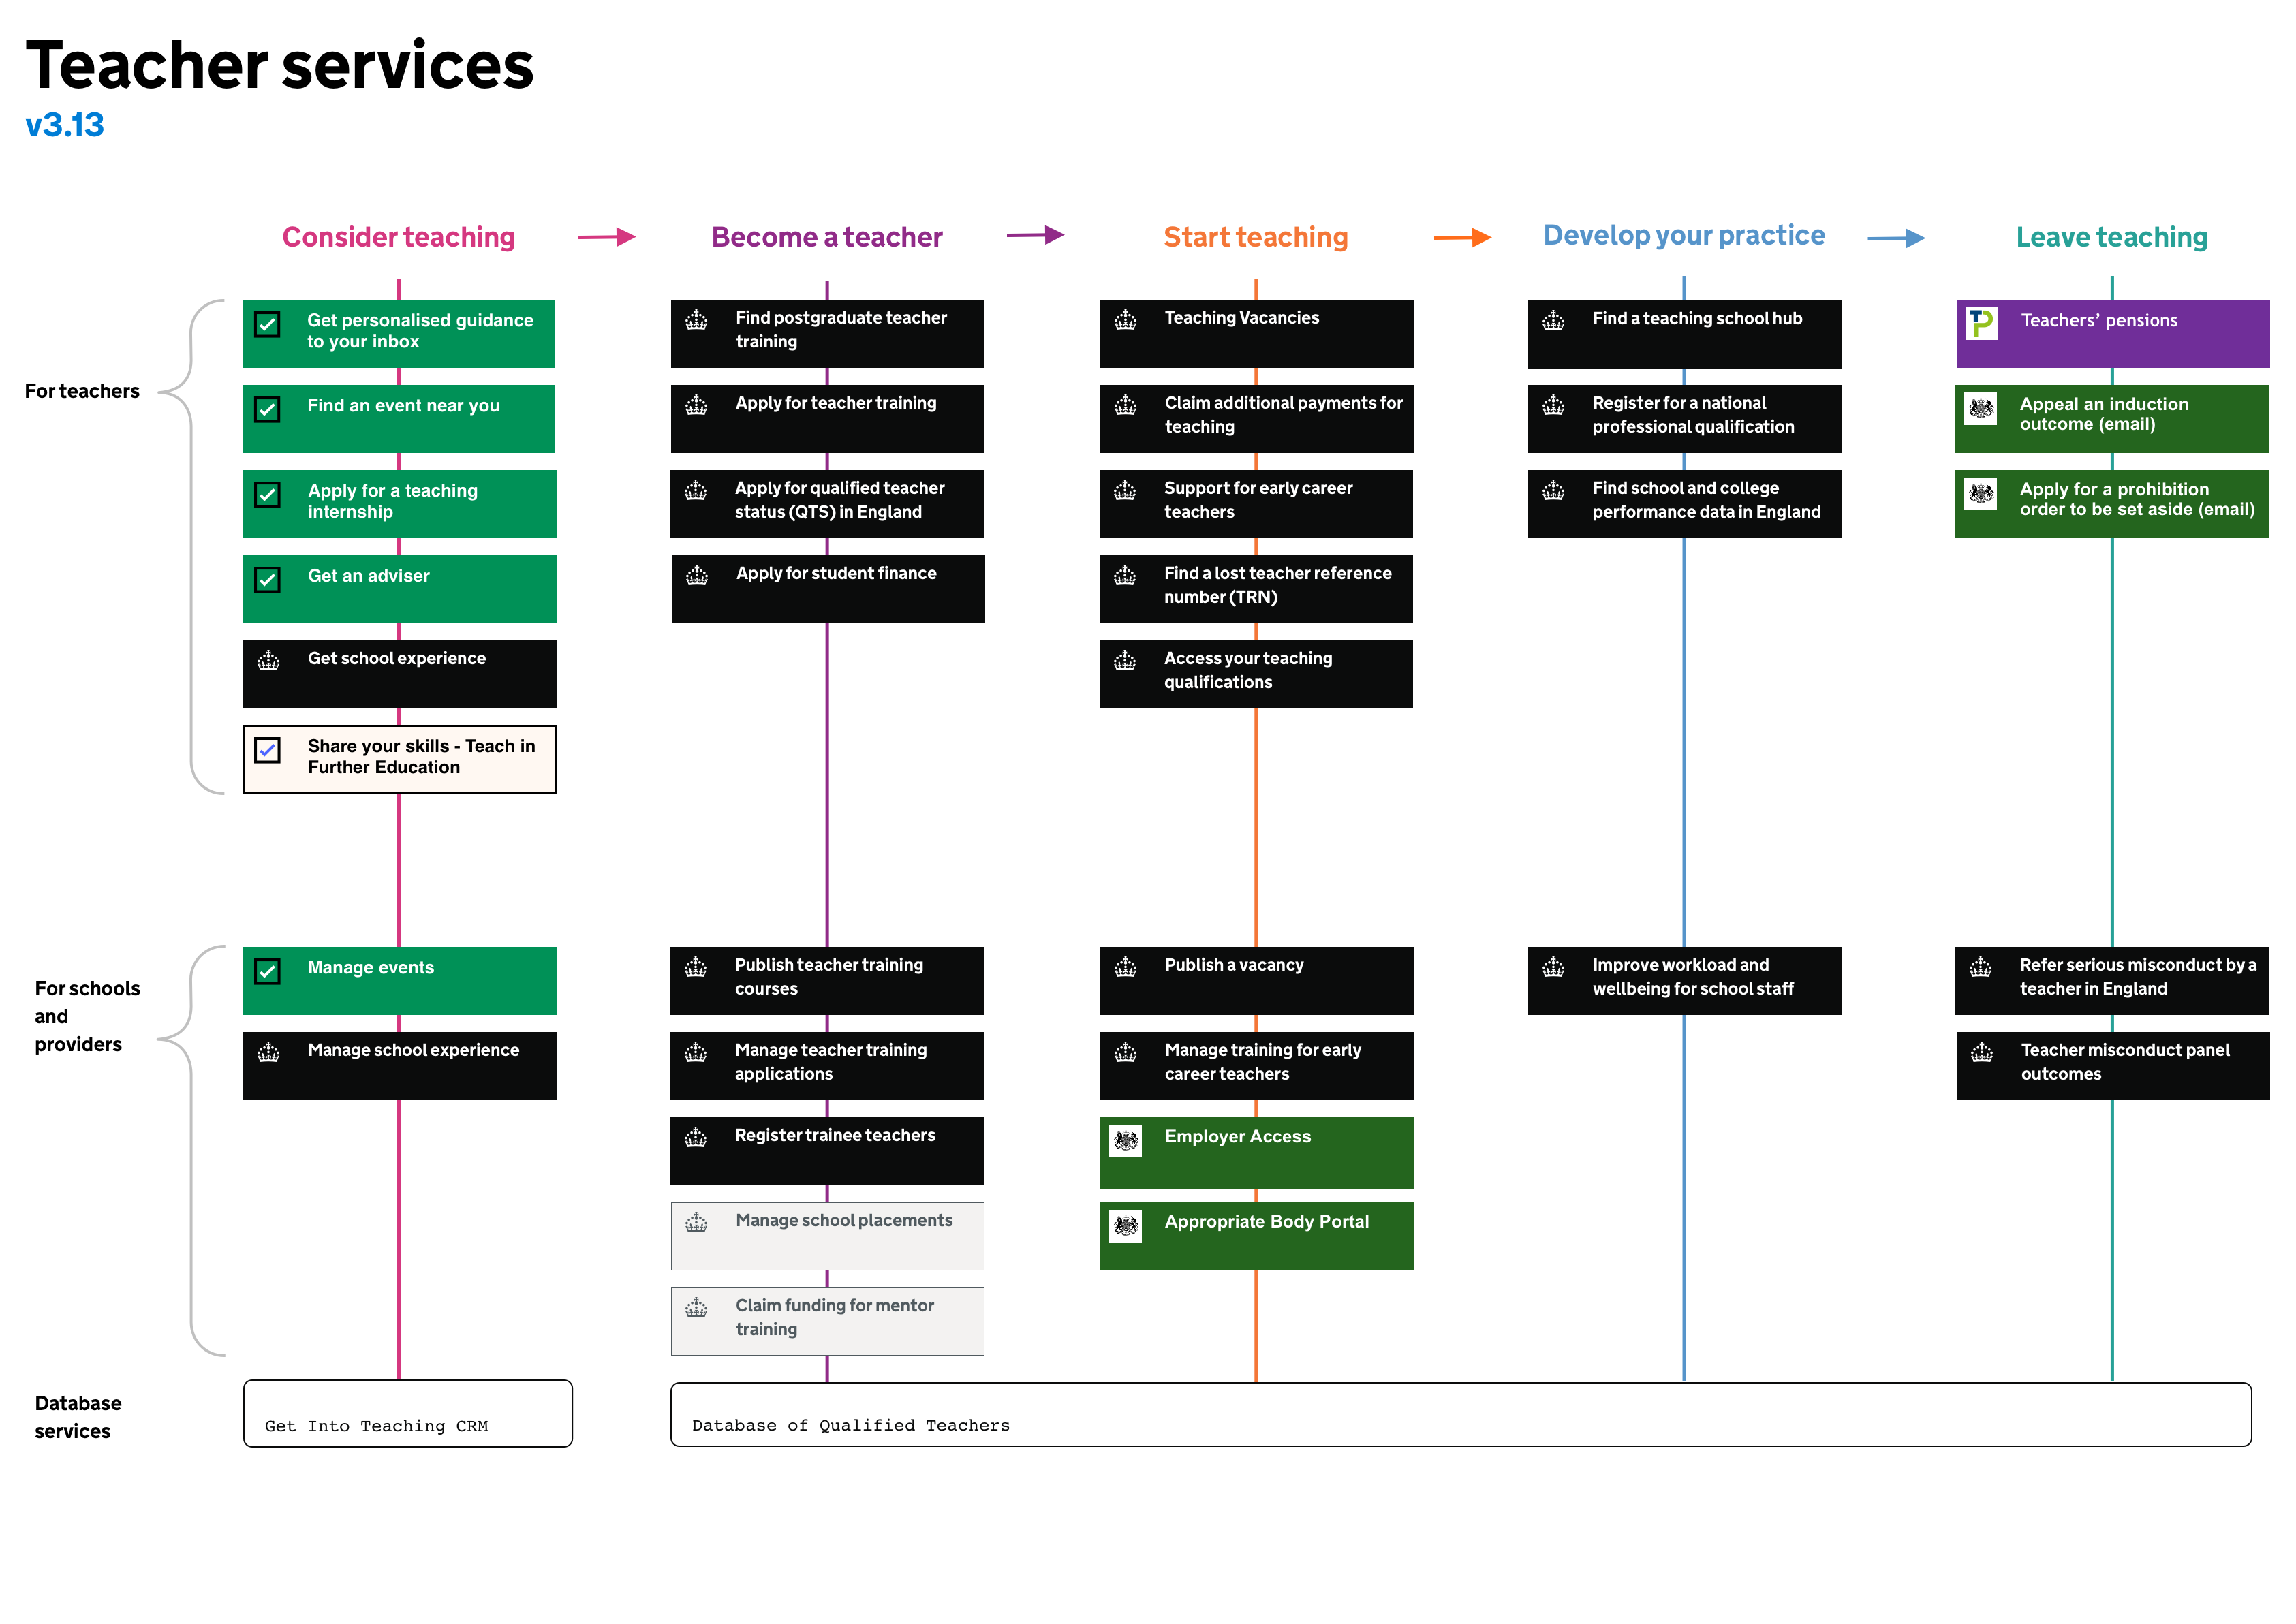 Teacher services
v3.13
Consider teaching
Become a teacher
Start teaching
Develop your practice
Leave teaching
For teachers
Get personalised guidance
to your inbox
Find an event near you
Apply for a teaching
internship
Get an adviser
Get school experience
Share your skills - Teach in
Further Education
Find postgraduate teacher
training
Apply for teacher training
Apply for qualified teacher
status (QTS) in England
Apply for student finance
Teaching Vacancies
Claim additional payments for
teaching
Support for early career
teachers
Find a lost teacher reference
number (TRN)
Access your teaching
qualifications
Find a teaching school hub
Register for a national
professional qualification
Find school and college
performance data in England
TP
Teachers’ pensions
Appeal an induction
outcome (email)
Apply for a prohibition
order to be set aside (email)
For schools
and
providers
Manage events
Manage school experience
Publish teacher training
courses
Manage teacher training
applications
Register trainee teachers
Manage school placements
Claim funding for mentor
training
Publish a vacancy
Manage training for early
career teachers
Employer Access
Appropriate Body Portal
Improve workload and
wellbeing for school staff
Refer serious misconduct by a
teacher in England
Teacher misconduct panel
outcomes
Database
services
Get Into Teaching CRM
Database of Qualified Teachers